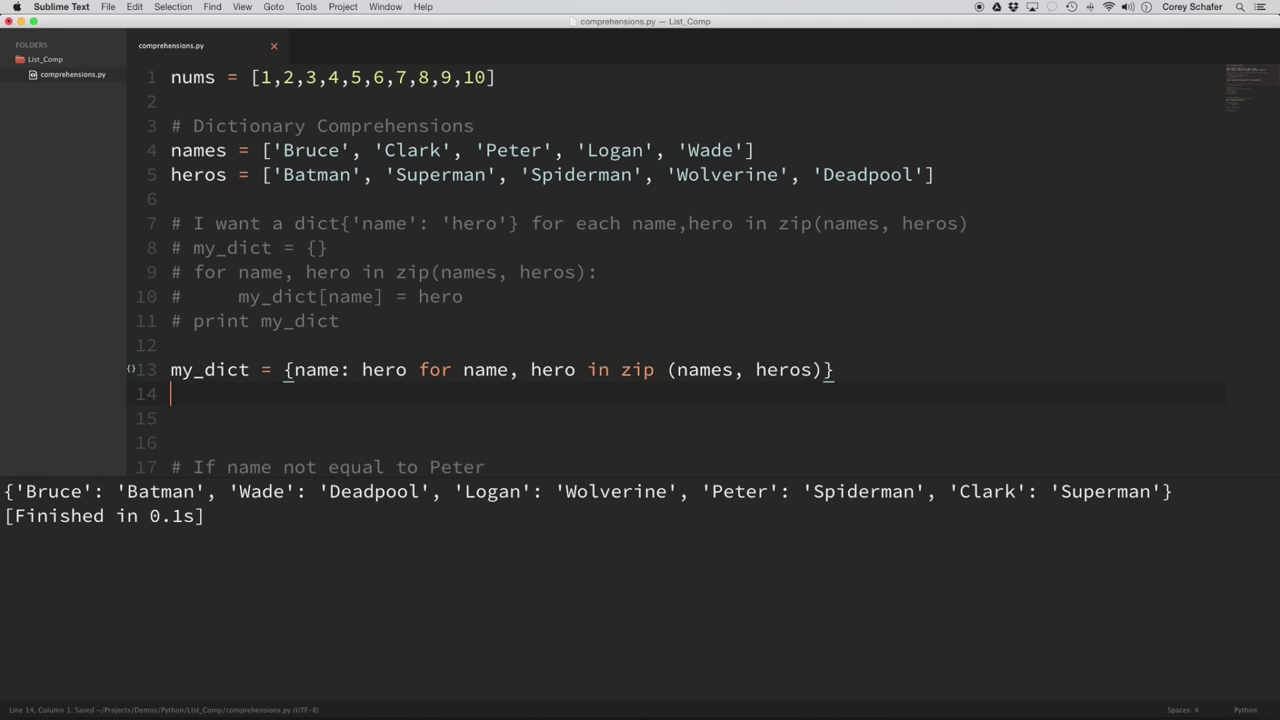 Sublime Text File Edit Selection Find View Goto Tools Project Window Help Corey Schafer
comprehensions.py — List_Comp
FOLDERS
List_Comp
comprehensions.py
comprehensions.py
1 nums = [1,2,3,4,5,6,7,8,9,10]
2
3 # Dictionary Comprehensions
4 names = ['Bruce', 'Clark', 'Peter', 'Logan', 'Wade']
5 heros = ['Batman', 'Superman', 'Spiderman', 'Wolverine', 'Deadpool']
6
7 # I want a dict{'name': 'hero'} for each name,hero in zip(names, heros)
8 # my_dict = {}
9 # for name, hero in zip(names, heros):
10 #     my_dict[name] = hero
11 # print my_dict
12
{}13 my_dict = {name: hero for name, hero in zip (names, heros)}
14
15
16
17 # If name not equal to Peter
{'Bruce': 'Batman', 'Wade': 'Deadpool', 'Logan': 'Wolverine', 'Peter': 'Spiderman', 'Clark': 'Superman'}
[Finished in 0.1s]
Line 14, Column 1; Saved ~/Projects/Demos/Python/List_Comp/comprehensions.py (UTF-8) Spaces: 4 Python